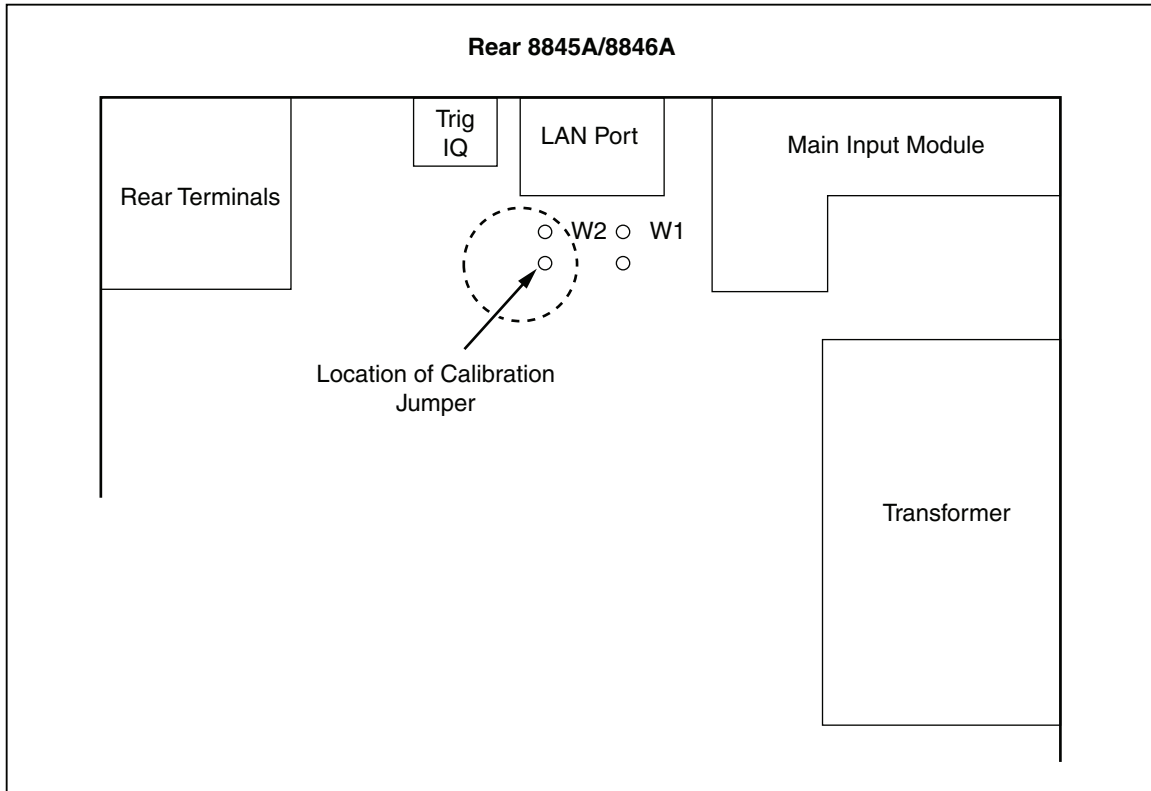 Rear 8845A/8846A
Trig
IQ
LAN Port
Main Input Module
Rear Terminals
W2
W1
Location of Calibration
Jumper
Transformer